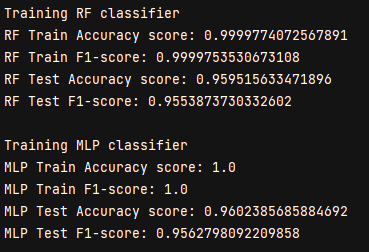 Training RF classifier
RF Train Accuracy score: 0.9999774072567891
RF Train F1-score: 0.9999753530673108
RF Test Accuracy score: 0.959515633471896
RF Test F1-score: 0.9553873730332602
Training MLP classifier
MLP Train Accuracy score: 1.0
MLP Train F1-score: 1.0
MLP Test Accuracy score: 0.9602385685884692
MLP Test F1-score: 0.9562798092209858